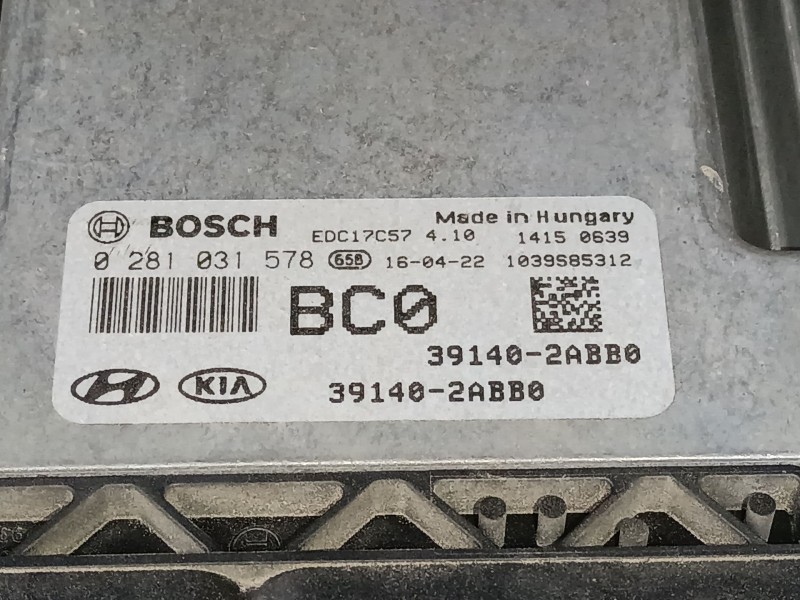 BOSCH
Made in Hungary
EDC17C57 4.10 1415 0639
0 281 031 578 65B 16-04-22 1039S85312
BC0
39140-2ABB0
KIA 39140-2ABB0